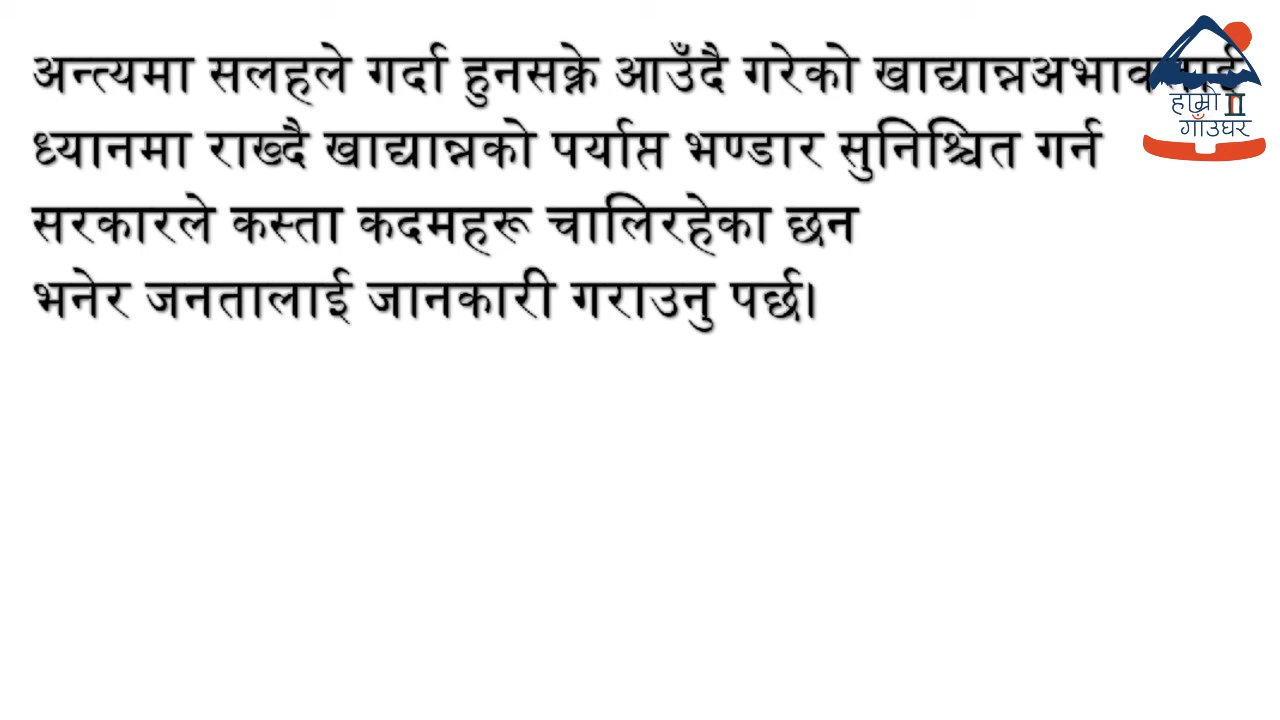 अन्त्यमा सलहले गर्दा हुनसक्ने आउँदै गरेको खाद्यान्नअभाव
ध्यानमा राख्दै खाद्यान्नको पर्याप्त भण्डार सुनिश्चित गर्न
सरकारले कस्ता कदमहरू चालिरहेका छन
भनेर जनतालाई जानकारी गराउनु पर्छ।
हाम्रो
गाँउघर